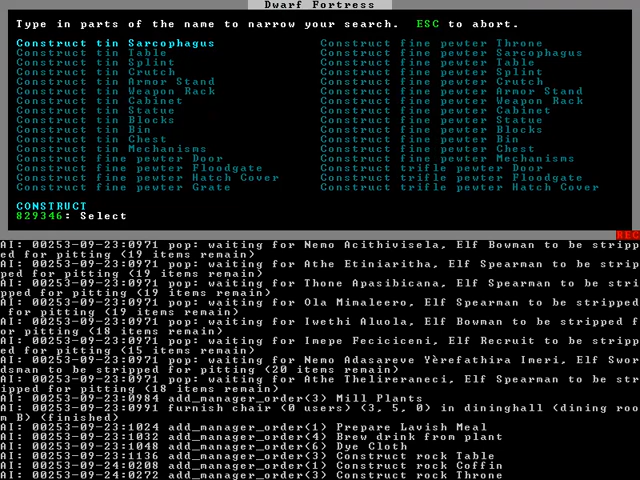 Dwarf Fortress
Type in parts of the name to narrow your search. ESC to abort.
Construct tin Sarcophagus Construct fine pewter Throne
Construct tin Table Construct fine pewter Sarcophagus
Construct tin Splint Construct fine pewter Table
Construct tin Crutch Construct fine pewter Splint
Construct tin Armor Stand Construct fine pewter Crutch
Construct tin Weapon Rack Construct fine pewter Armor Stand
Construct tin Cabinet Construct fine pewter Weapon Rack
Construct tin Statue Construct fine pewter Cabinet
Construct tin Blocks Construct fine pewter Statue
Construct tin Bin Construct fine pewter Blocks
Construct tin Chest Construct fine pewter Bin
Construct tin Mechanisms Construct fine pewter Chest
Construct fine pewter Door Construct fine pewter Mechanisms
Construct fine pewter Floodgate Construct trifle pewter Door
Construct fine pewter Hatch Cover Construct trifle pewter Floodgate
Construct fine pewter Grate Construct trifle pewter Hatch Cover
CONSTRUCT
829346: Select
REC
AI: 00253-09-23:0971 pop: waiting for Nemo Acithivisela, Elf Bowman to be stripp
ed for pitting (19 items remain)
AI: 00253-09-23:0971 pop: waiting for Athe Etiniaritha, Elf Spearman to be strip
ped for pitting (19 items remain)
AI: 00253-09-23:0971 pop: waiting for Thone Apasibicana, Elf Spearman to be stri
pped for pitting (19 items remain)
AI: 00253-09-23:0971 pop: waiting for Ola Mimaleero, Elf Spearman to be stripped
for pitting (19 items remain)
AI: 00253-09-23:0971 pop: waiting for Iwethi Aluola, Elf Bowman to be stripped f
or pitting (18 items remain)
AI: 00253-09-23:0971 pop: waiting for Imepe Feciciceni, Elf Recruit to be stripp
ed for pitting (15 items remain)
AI: 00253-09-23:0971 pop: waiting for Nemo Adasareve Yèrefathira Imeri, Elf Swor
dsman to be stripped for pitting (20 items remain)
AI: 00253-09-23:0971 pop: waiting for Athe Thelireraneci, Elf Spearman to be str
ipped for pitting (18 items remain)
AI: 00253-09-23:0984 add_manager_order(3) Mill Plants
AI: 00253-09-23:0991 furnish chair (0 users) (3, 5, 0) in dininghall (dining roo
m B) (finished)
AI: 00253-09-23:1024 add_manager_order(1) Prepare Lavish Meal
AI: 00253-09-23:1032 add_manager_order(4) Brew drink from plant
AI: 00253-09-23:1048 add_manager_order(6) Dye Cloth
AI: 00253-09-23:1136 add_manager_order(3) Construct rock Table
AI: 00253-09-24:0208 add_manager_order(1) Construct rock Coffin
AI: 00253-09-24:0272 add_manager_order(3) Construct rock Throne